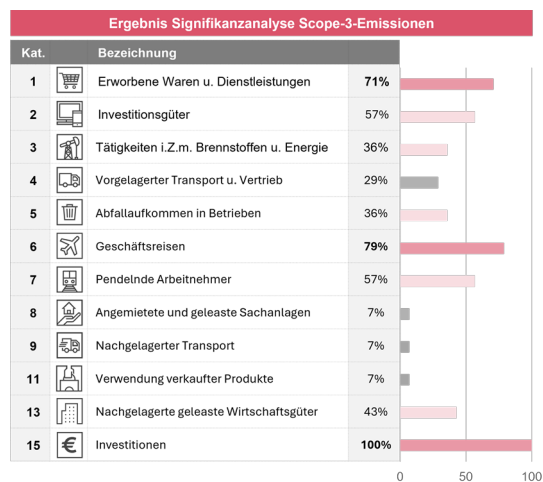 Ergebnis Signifikanzanalyse Scope-3-Emissionen
Kat. Bezeichnung
1 Erworbene Waren u. Dienstleistungen 71%
2 Investitionsgüter 57%
3 Tätigkeiten i.Z.m. Brennstoffen u. Energie 36%
4 Vorgelagerter Transport u. Vertrieb 29%
5 Abfallaufkommen in Betrieben 36%
6 Geschäftsreisen 79%
7 Pendelnde Arbeitnehmer 57%
8 Angemietete und geleaste Sachanlagen 7%
9 Nachgelagerter Transport 7%
11 Verwendung verkaufter Produkte 7%
13 Nachgelagerte geleaste Wirtschaftsgüter 43%
15 € Investitionen 100%
0 50 100